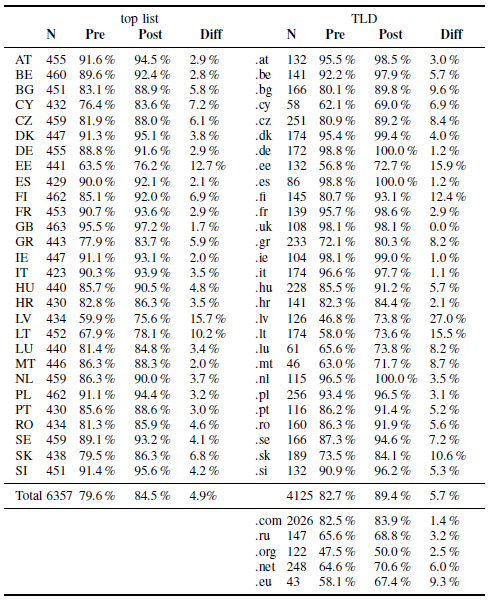 top list TLD
N Pre Post Diff N Pre Post Diff
AT 455 91.6 % 94.5 % 2.9 % .at 132 95.5 % 98.5 % 3.0 %
BE 460 89.6 % 92.4 % 2.8 % .be 141 92.2 % 97.9 % 5.7 %
BG 451 83.1 % 88.9 % 5.8 % .bg 166 80.1 % 89.8 % 9.6 %
CY 432 76.4 % 83.6 % 7.2 % .cy 58 62.1 % 69.0 % 6.9 %
CZ 459 81.9 % 88.0 % 6.1 % .cz 251 80.9 % 89.2 % 8.4 %
DK 447 91.3 % 95.1 % 3.8 % .dk 174 95.4 % 99.4 % 4.0 %
DE 455 88.8 % 91.6 % 2.9 % .de 172 98.8 % 100.0 % 1.2 %
EE 441 63.5 % 76.2 % 12.7 % .ee 132 56.8 % 72.7 % 15.9 %
ES 429 90.0 % 92.1 % 2.1 % .es 86 98.8 % 100.0 % 1.2 %
FI 462 85.1 % 92.0 % 6.9 % .fi 145 80.7 % 93.1 % 12.4 %
FR 453 90.7 % 93.6 % 2.9 % .fr 139 95.7 % 98.6 % 2.9 %
GB 463 95.5 % 97.2 % 1.7 % .uk 108 98.1 % 98.1 % 0.0 %
GR 443 77.9 % 83.7 % 5.9 % .gr 233 72.1 % 80.3 % 8.2 %
IE 447 91.1 % 93.1 % 2.0 % .ie 104 98.1 % 99.0 % 1.0 %
IT 423 90.3 % 93.9 % 3.5 % .it 174 96.6 % 97.7 % 1.1 %
HU 440 85.7 % 90.5 % 4.8 % .hu 228 85.5 % 91.2 % 5.7 %
HR 430 82.8 % 86.3 % 3.5 % .hr 141 82.3 % 84.4 % 2.1 %
LV 434 59.9 % 75.6 % 15.7 % .lv 126 46.8 % 73.8 % 27.0 %
LT 452 67.9 % 78.1 % 10.2 % .lt 174 58.0 % 73.6 % 15.5 %
LU 440 81.4 % 84.8 % 3.4 % .lu 61 65.6 % 73.8 % 8.2 %
MT 446 86.3 % 88.3 % 2.0 % .mt 46 63.0 % 71.7 % 8.7 %
NL 459 86.3 % 90.0 % 3.7 % .nl 115 96.5 % 100.0 % 3.5 %
PL 462 91.1 % 94.4 % 3.2 % .pl 256 93.4 % 96.5 % 3.1 %
PT 430 85.6 % 88.6 % 3.0 % .pt 116 86.2 % 91.4 % 5.2 %
RO 434 81.3 % 85.9 % 4.6 % .ro 160 86.3 % 91.9 % 5.6 %
SE 459 89.1 % 93.2 % 4.1 % .se 166 87.3 % 94.6 % 7.2 %
SK 438 79.5 % 86.3 % 6.8 % .sk 189 73.5 % 84.1 % 10.6 %
SI 451 91.4 % 95.6 % 4.2 % .si 132 90.9 % 96.2 % 5.3 %
Total 6357 79.6 % 84.5 % 4.9% 4125 82.7 % 89.4 % 5.7 %
.com 2026 82.5 % 83.9 % 1.4 %
.ru 147 65.6 % 68.8 % 3.2 %
.org 122 47.5 % 50.0 % 2.5 %
.net 248 64.6 % 70.6 % 6.0 %
.eu 43 58.1 % 67.4 % 9.3 %